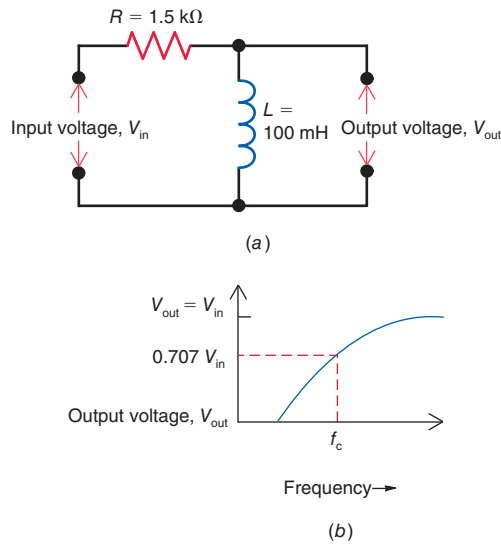 R = 1.5 kΩ
Input voltage, Vin
L =
100 mH
Output voltage, Vout
(a)
Vout = Vin
0.707 Vin
Output voltage, Vout
fc
Frequency→
(b)